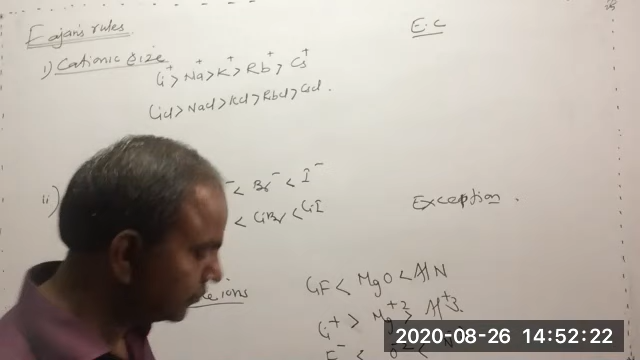 Fajan's rules
E.C
i) Cationic size
Li⁺ > Na⁺ > K⁺ > Rb⁺ > Cs⁺
LiCl > NaCl > KCl > RbCl > CsCl.
ii)
⁻ < Br⁻ < I⁻
< LiBr < LiI
Exception.
ions
LiF < MgO < AlN
Li⁺ > Mg⁺² > Al⁺³
F⁻ <
2020-08-26 14:52:22